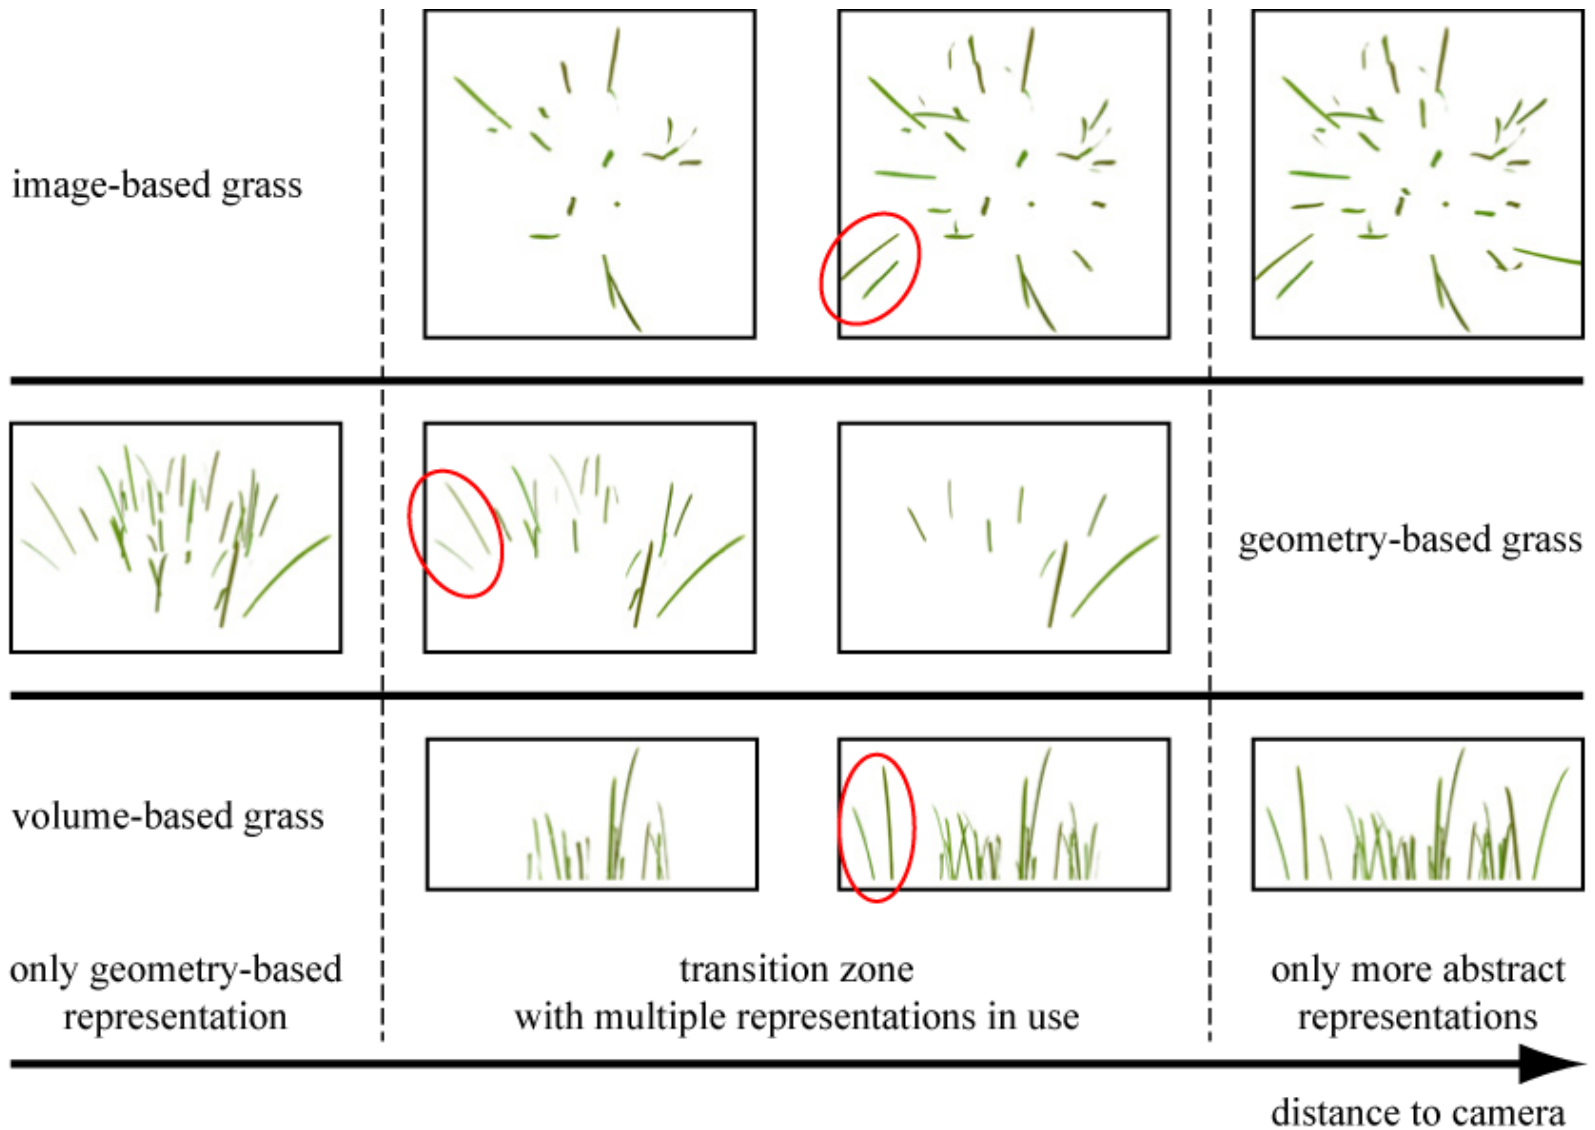 image-based grass
geometry-based grass
volume-based grass
only geometry-based
representation
transition zone
with multiple representations in use
only more abstract
representations
distance to camera